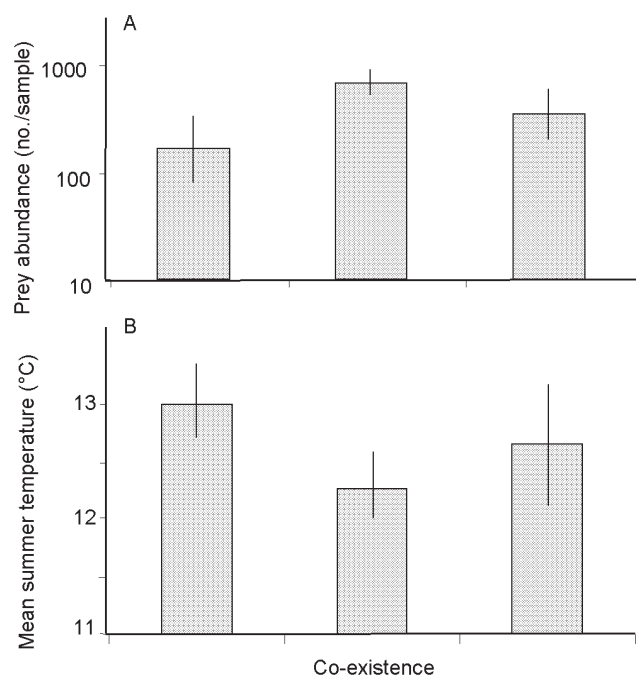 A
Prey abundance (no./sample)
1000
100
10
B
Mean summer temperature (°C)
13
12
11
Co-existence